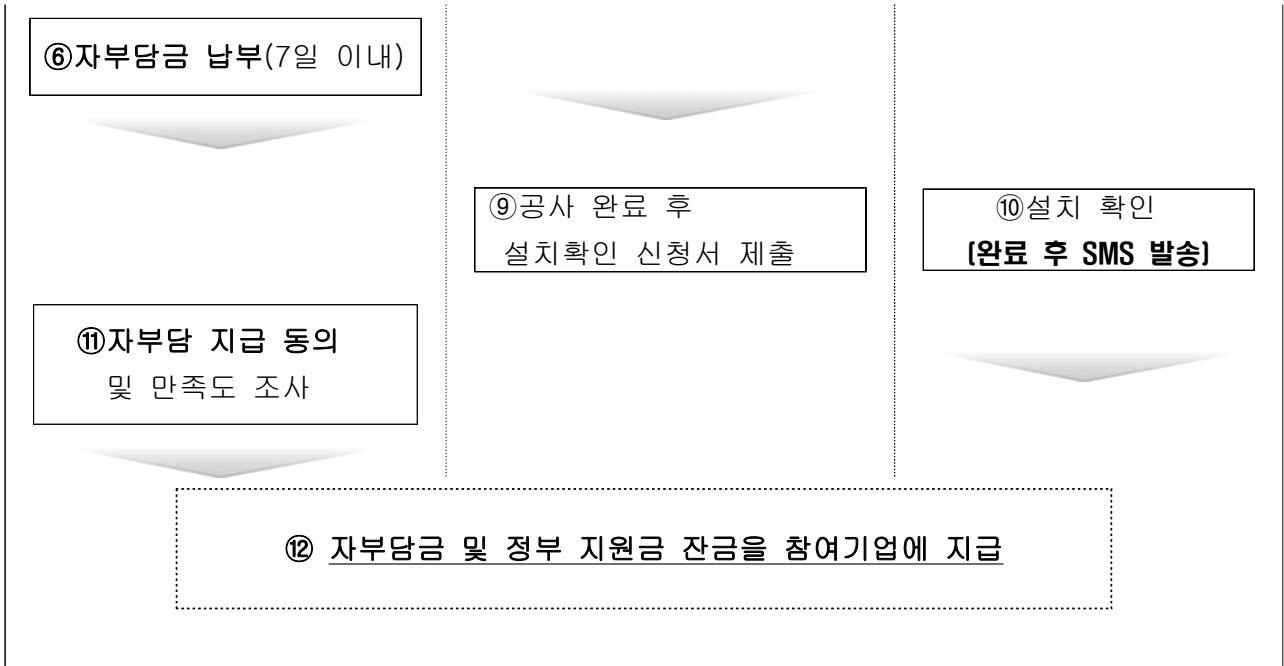 ⑥자부담금 납부(7일 이내)
⑨공사 완료 후
설치확인 신청서 제출
⑩설치 확인
(완료 후 SMS 발송)
⑪자부담 지급 동의
및 만족도 조사
⑫ 자부담금 및 정부 지원금 잔금을 참여기업에 지급